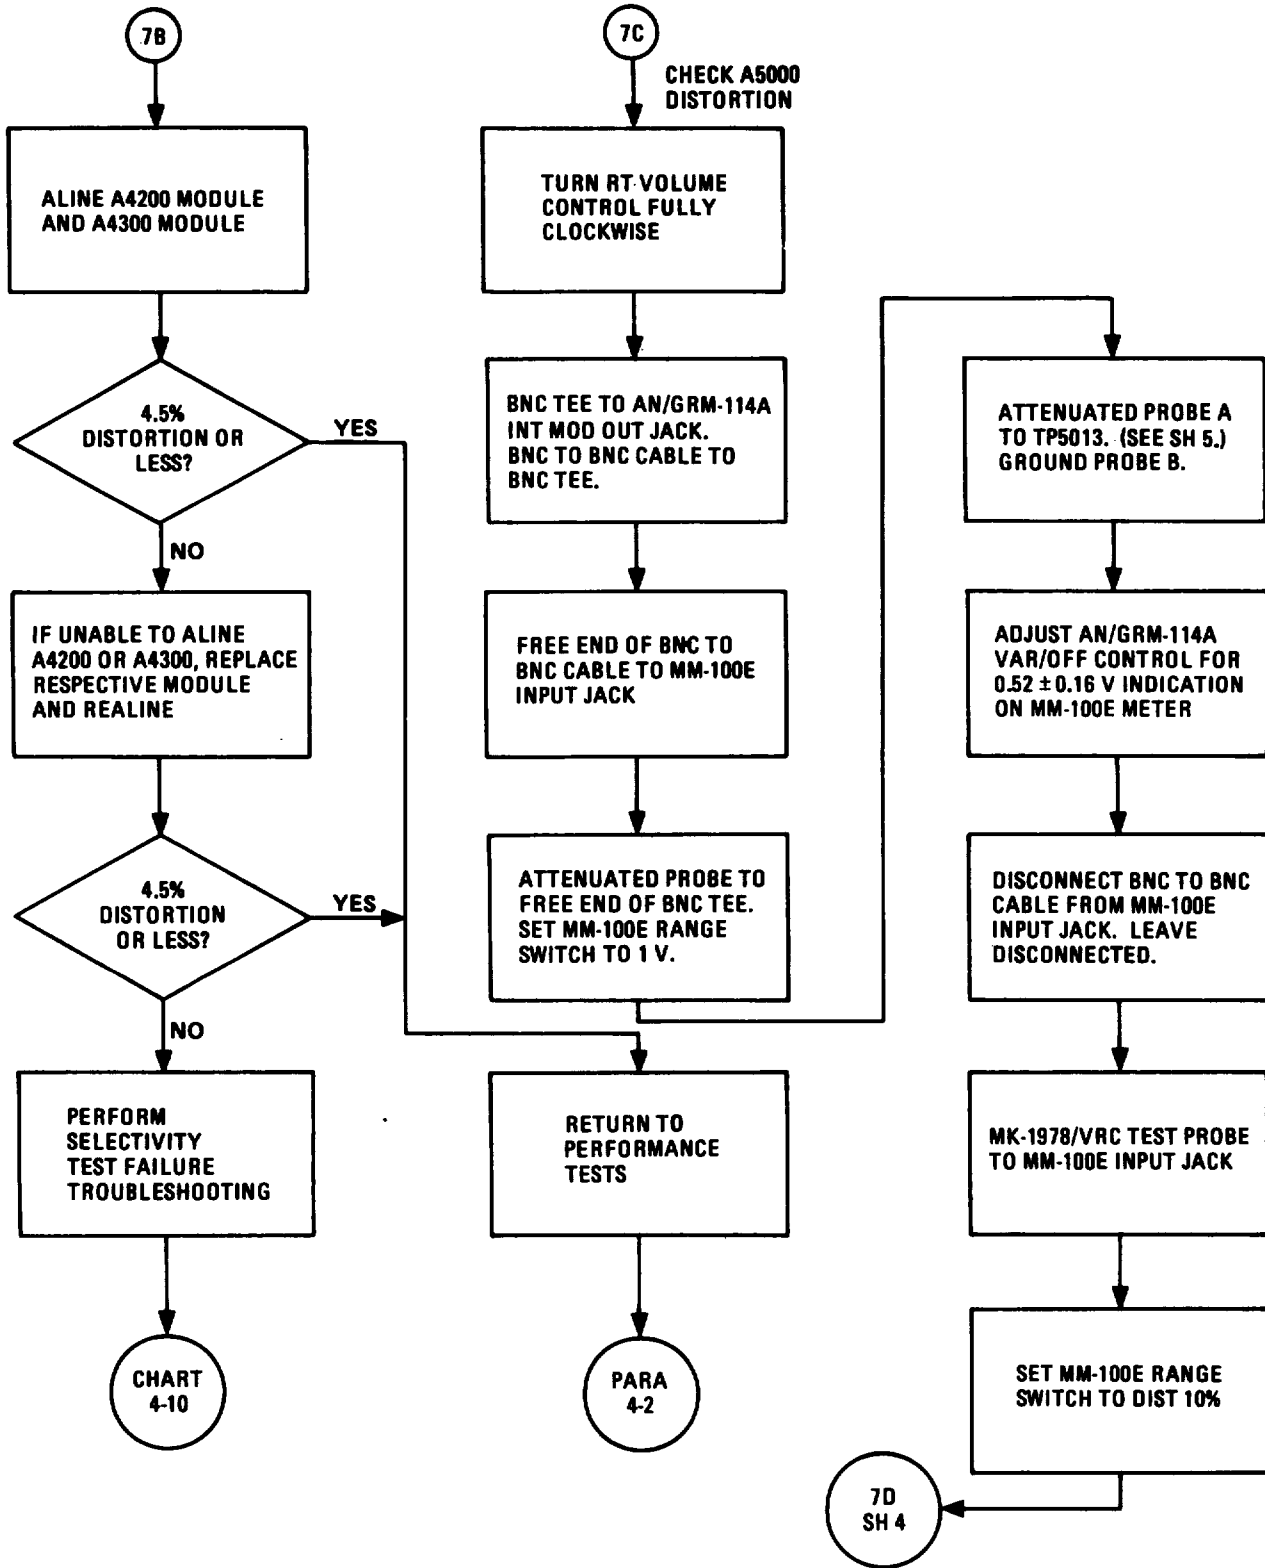 7B
ALINE A4200 MODULE
AND A4300 MODULE
4.5%
DISTORTION OR
LESS?
YES
NO
IF UNABLE TO ALINE
A4200 OR A4300, REPLACE
RESPECTIVE MODULE
AND REALINE
4.5%
DISTORTION
OR LESS?
YES
NO
PERFORM
SELECTIVITY
TEST FAILURE
TROUBLESHOOTING
CHART
4-10
7C
CHECK A5000
DISTORTION
TURN RT VOLUME
CONTROL FULLY
CLOCKWISE
BNC TEE TO AN/GRM-114A
INT MOD OUT JACK.
BNC TO BNC CABLE TO
BNC TEE.
FREE END OF BNC TO
BNC CABLE TO MM-100E
INPUT JACK
ATTENUATED PROBE TO
FREE END OF BNC TEE.
SET MM-100E RANGE
SWITCH TO 1 V.
RETURN TO
PERFORMANCE
TESTS
PARA
4-2
ATTENUATED PROBE A
TO TP5013. (SEE SH 5.)
GROUND PROBE B.
ADJUST AN/GRM-114A
VAR/OFF CONTROL FOR
0.52 ± 0.16 V INDICATION
ON MM-100E METER
DISCONNECT BNC TO BNC
CABLE FROM MM-100E
INPUT JACK. LEAVE
DISCONNECTED.
MK-1978/VRC TEST PROBE
TO MM-100E INPUT JACK
SET MM-100E RANGE
SWITCH TO DIST 10%
7D
SH 4